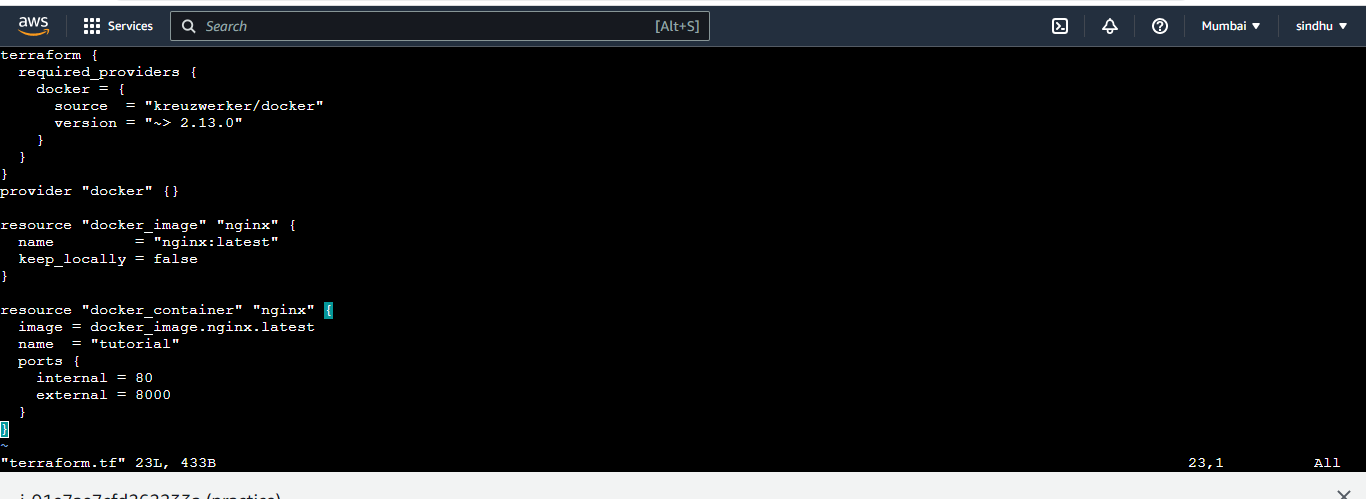 aws Services Search [Alt+S] Mumbai sindhu
terraform {
  required_providers {
    docker = {
      source  = "kreuzwerker/docker"
      version = "~> 2.13.0"
    }
  }
}
provider "docker" {}
resource "docker_image" "nginx" {
  name         = "nginx:latest"
  keep_locally = false
}
resource "docker_container" "nginx" {
  image = docker_image.nginx.latest
  name  = "tutorial"
  ports {
    internal = 80
    external = 8000
  }
}
~
"terraform.tf" 23L, 433B 23,1 All
(practice)